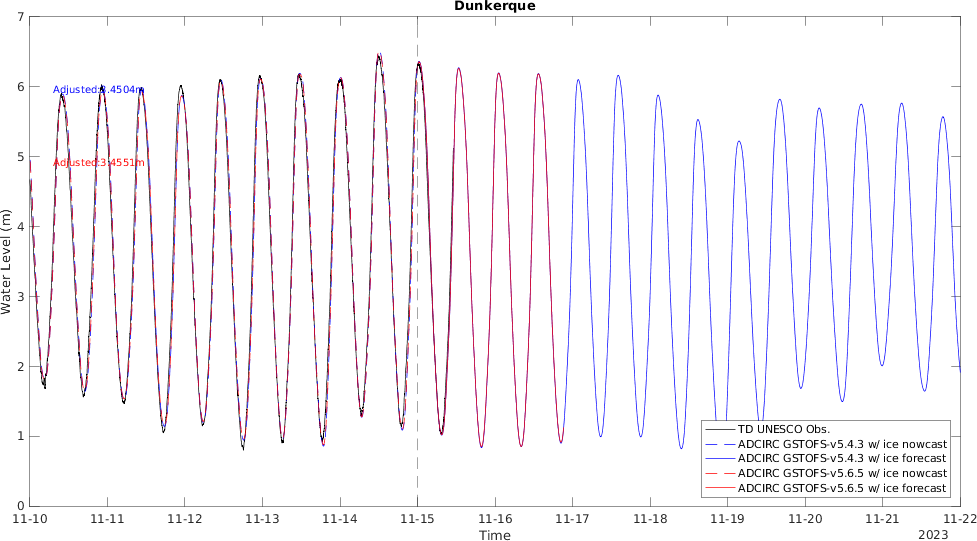 Dunkerque
7
6
5
4
3
2
1
0
Water Level (m)
Adjusted:3.4504m
Adjusted:3.4551m
TD UNESCO Obs.
ADCIRC GSTOFS-v5.4.3 w/ ice nowcast
ADCIRC GSTOFS-v5.4.3 w/ ice forecast
ADCIRC GSTOFS-v5.6.5 w/ ice nowcast
ADCIRC GSTOFS-v5.6.5 w/ ice forecast
11-10 11-11 11-12 11-13 11-14 11-15 11-16 11-17 11-18 11-19 11-20 11-21 11-22
Time
2023